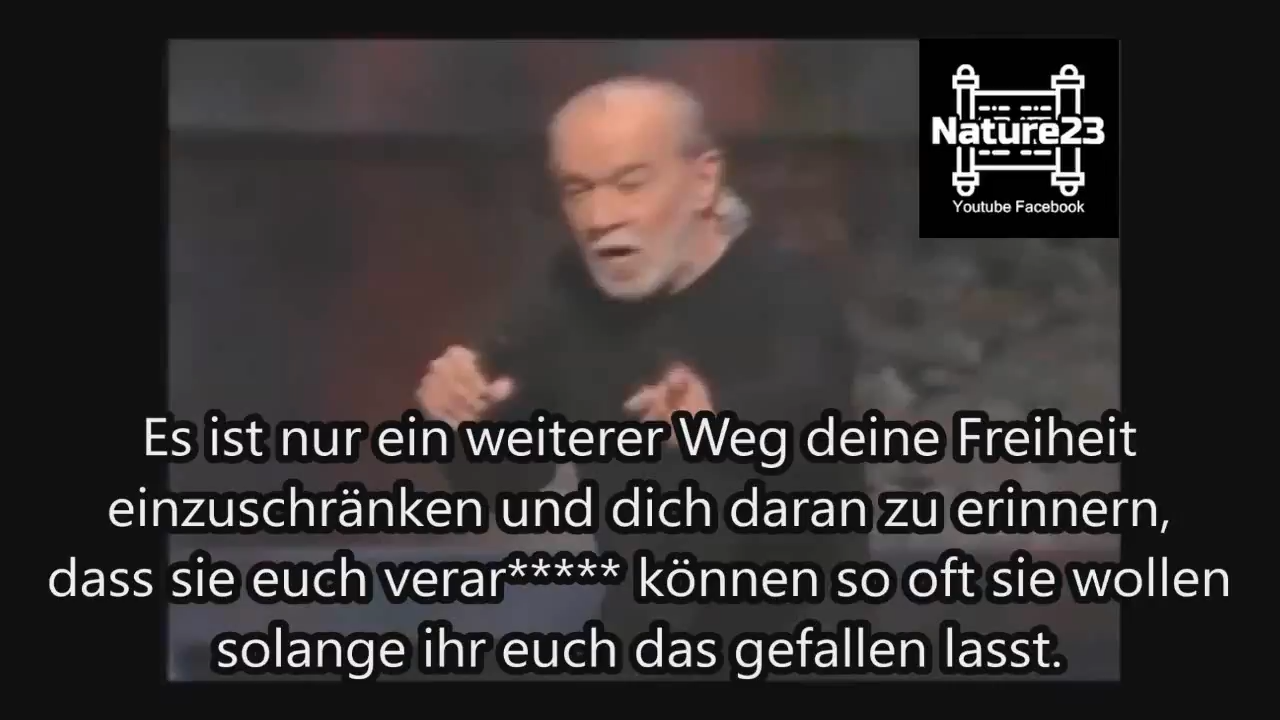 Nature23
Youtube Facebook
Es ist nur ein weiterer Weg deine Freiheit
einzuschränken und dich daran zu erinnern,
dass sie euch verar***** können so oft sie wollen
solange ihr euch das gefallen lasst.